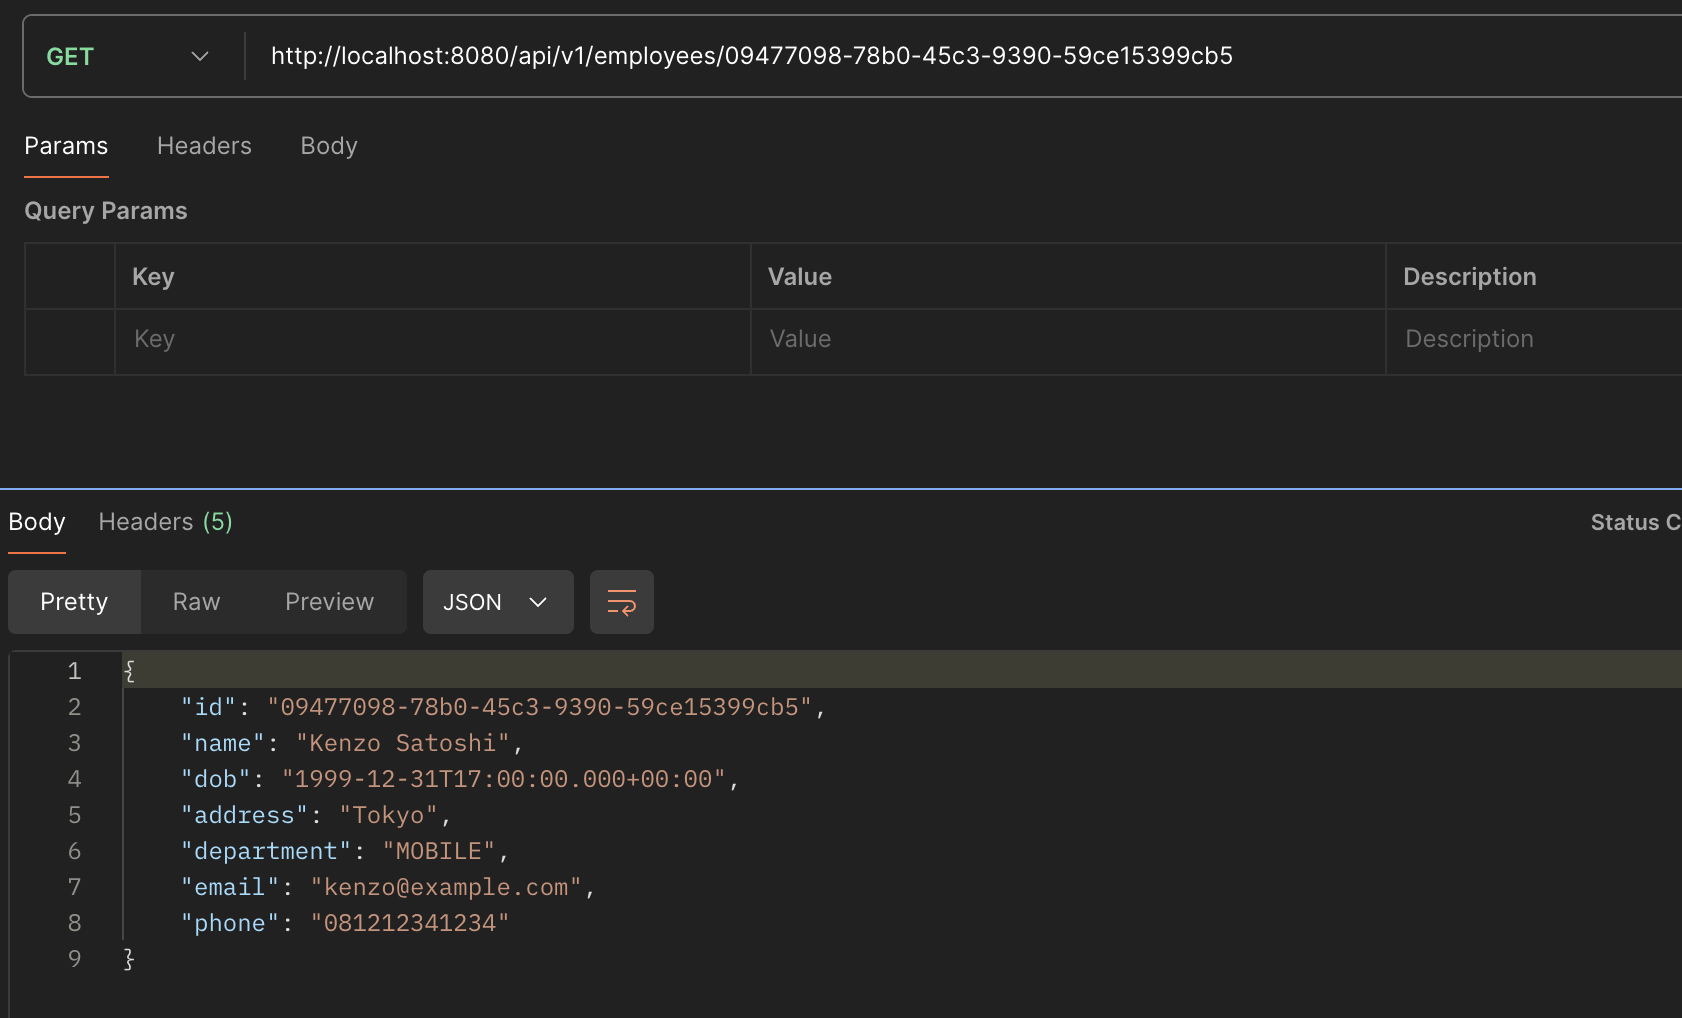 GET http://localhost:8080/api/v1/employees/09477098-78b0-45c3-9390-59ce15399cb5
Params Headers Body
Query Params
Key Value Description
Key Value Description
Body Headers (5) Status C
Pretty Raw Preview JSON
1 {
2 "id": "09477098-78b0-45c3-9390-59ce15399cb5",
3 "name": "Kenzo Satoshi",
4 "dob": "1999-12-31T17:00:00.000+00:00",
5 "address": "Tokyo",
6 "department": "MOBILE",
7 "email": "kenzo@example.com",
8 "phone": "081212341234"
9 }